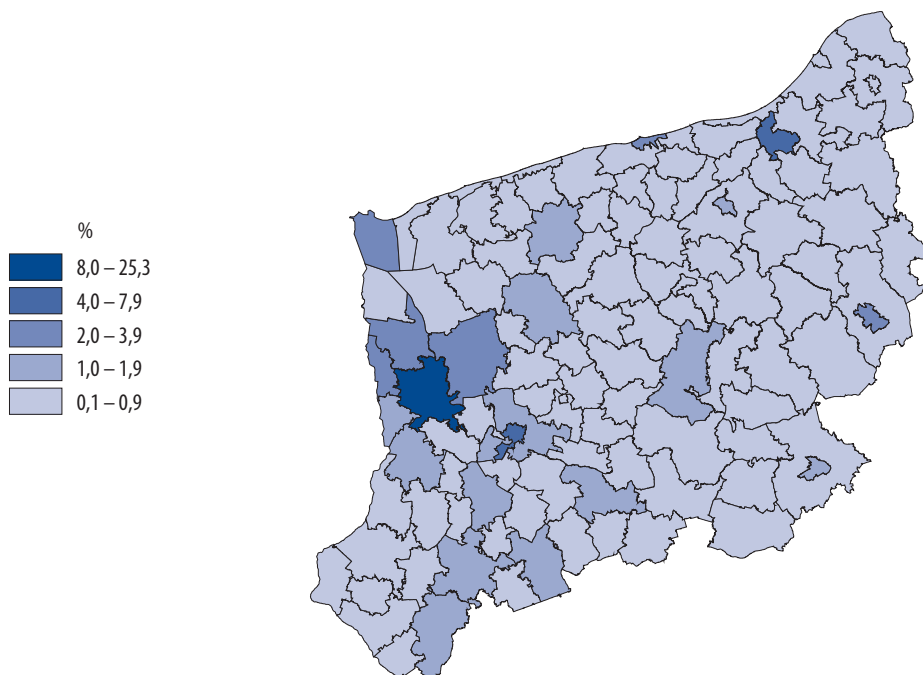 %
8,0 – 25,3
4,0 – 7,9
2,0 – 3,9
1,0 – 1,9
0,1 – 0,9